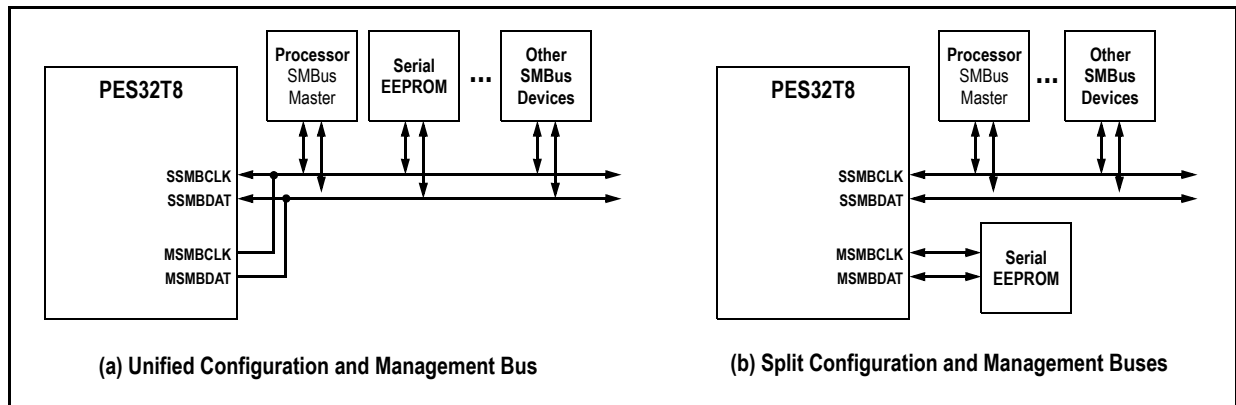 PES32T8
Processor
SMBus
Master
Serial
EEPROM
...
Other
SMBus
Devices
SSMBCLK
SSMBDAT
MSMBCLK
MSMBDAT
(a) Unified Configuration and Management Bus
PES32T8
Processor
SMBus
Master
...
Other
SMBus
Devices
SSMBCLK
SSMBDAT
MSMBCLK
MSMBDAT
Serial
EEPROM
(b) Split Configuration and Management Buses